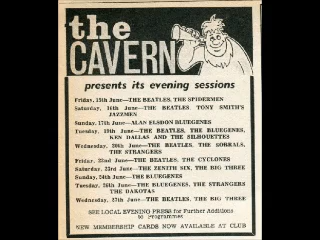 the
CAVERN
presents its evening sessions
Friday, 15th June—THE BEATLES, THE SPIDERMEN
Saturday, 16th June—THE BEATLES TONY SMITH'S
JAZZMEN
Sunday, 17th June—ALAN ELSDON BLUEGENES
Tuesday, 19th June—THE BEATLES, THE BLUEGENES,
KEN DALLAS AND THE SILHOUETTES
Wednesday, 20th June—THE BEATLES, THE SORRALS,
THE STRANGERS
Friday, 22nd June—THE BEATLES, THE CYCLONES
Saturday, 23rd June—THE ZENITH SIX, THE BIG THREE
Sunday, 24th June—THE BLUEGENES
Tuesday, 26th June—THE BLUEGENES, THE STRANGERS
THE DAKOTAS
Wednesday, 27th June—THE BEATLES, THE BIG THREE
SEE LOCAL EVENING PRESS for Further Additions
to Programmes
NEW MEMBERSHIP CARDS NOW AVAILABLE AT CLUB